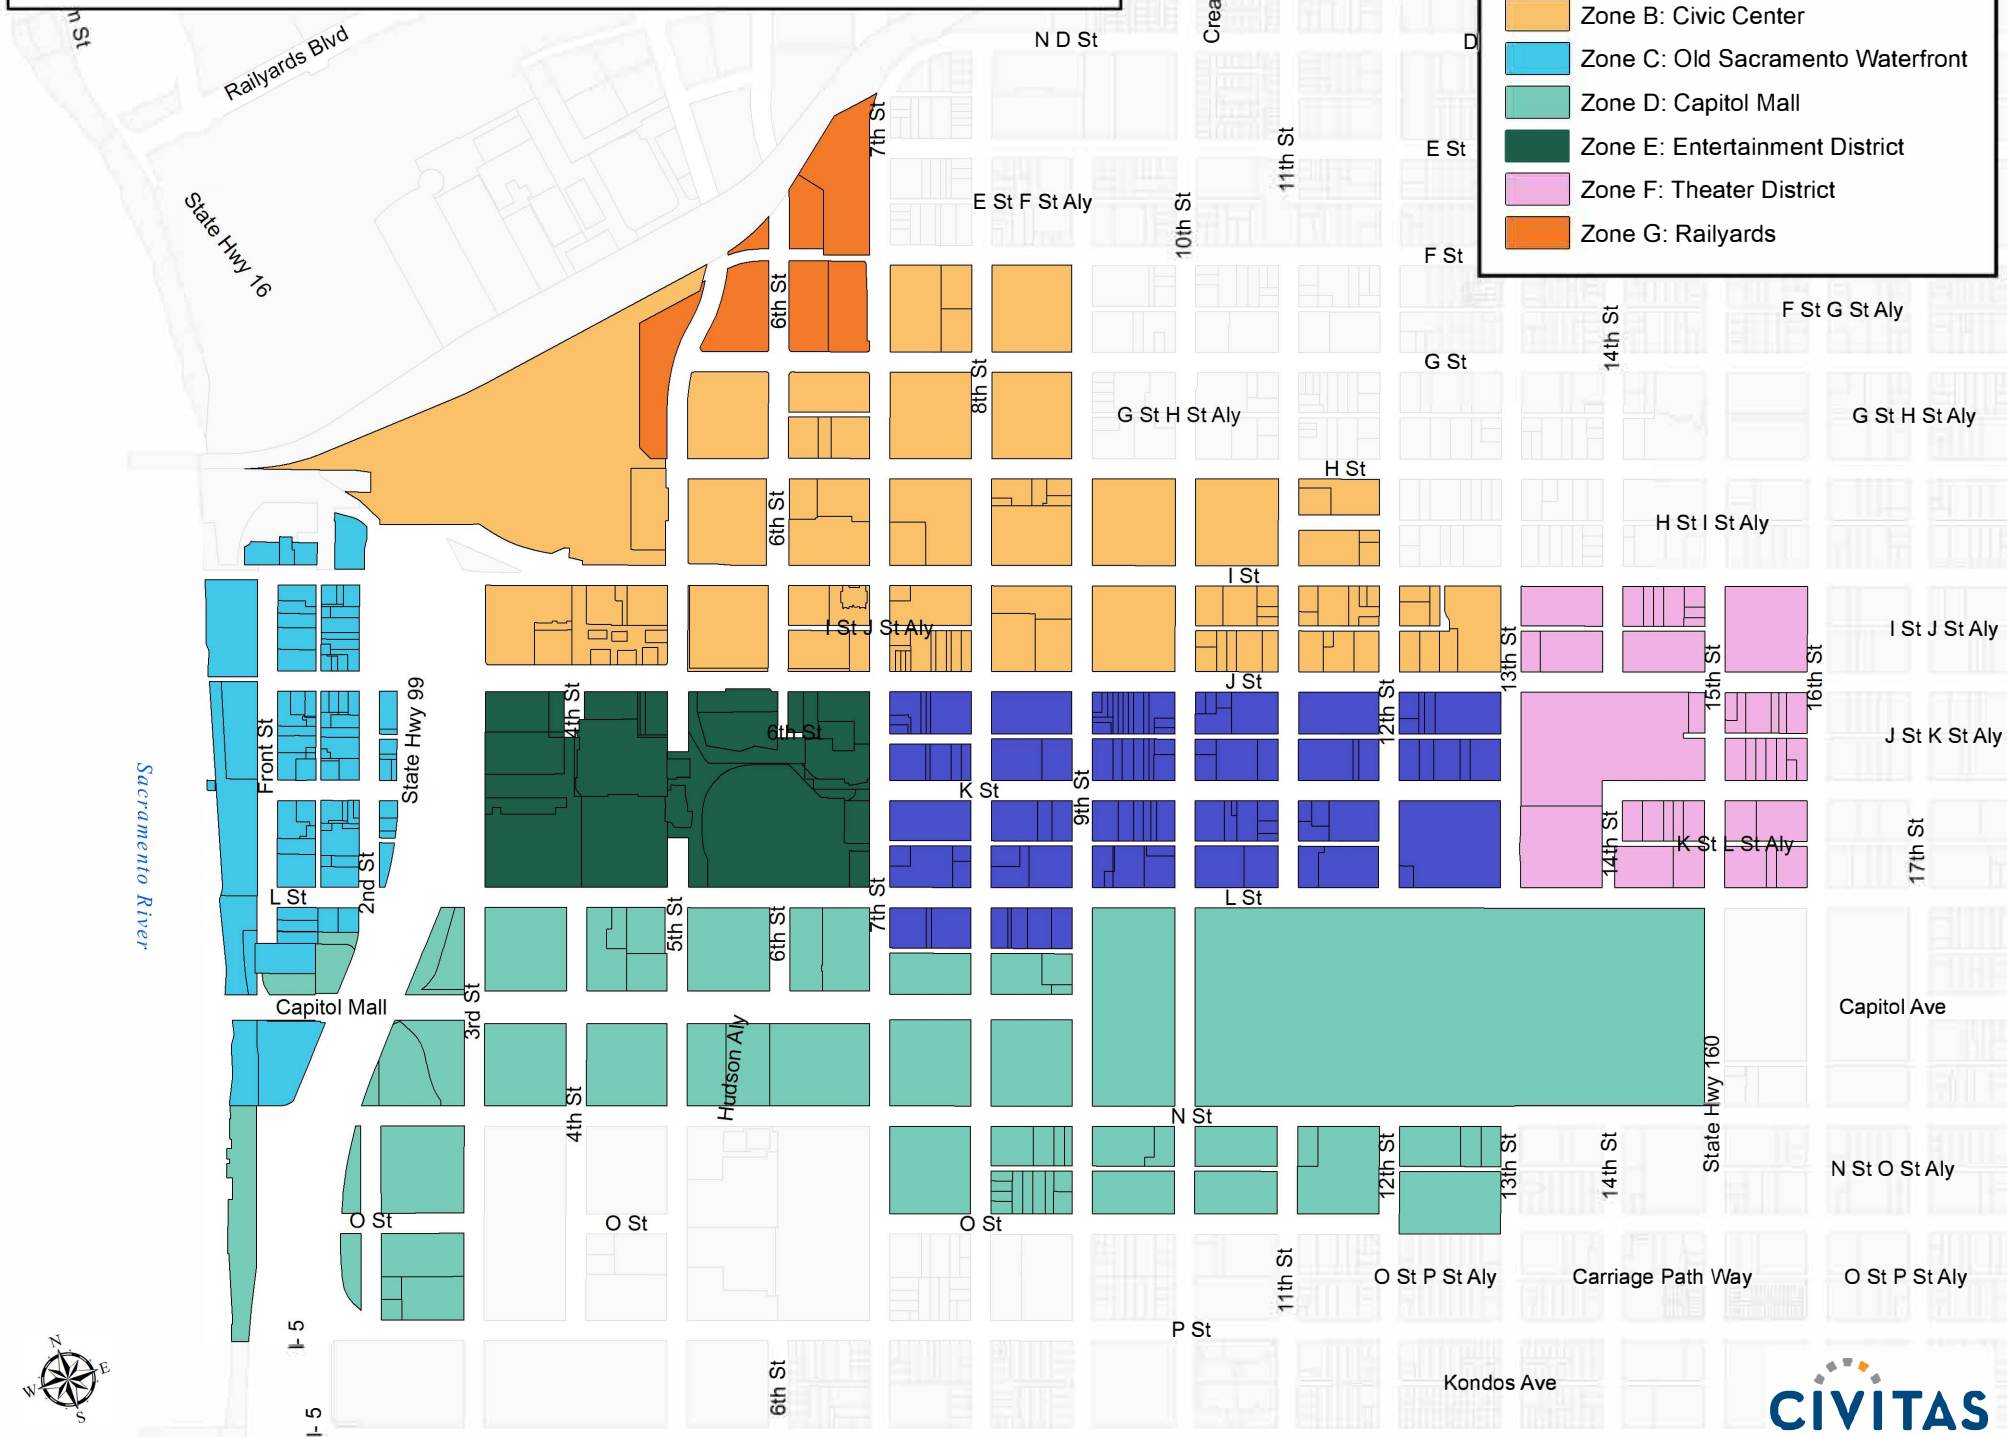 m St
Railyards Blvd
N D St
Crea
D
Zone B: Civic Center
Zone C: Old Sacramento Waterfront
Zone D: Capitol Mall
Zone E: Entertainment District
Zone F: Theater District
Zone G: Railyards
7th St
11th St
E St
State Hwy 16
E St F St Aly
10th St
F St
6th St
14th St
F St G St Aly
8th St
G St
G St H St Aly
G St H St Aly
H St
6th St
H St I St Aly
I St
I St J St Aly
13th St
15th St
16th St
I St J St Aly
Front St
State Hwy 99
4th St
6th St
J St
12th St
J St K St Aly
Sacramento River
K St
9th St
14th St
K St L St Aly
17th St
L St
2nd St
7th St
L St
5th St
6th St
Capitol Mall
3rd St
Hudson Aly
Capitol Ave
4th St
N St
State Hwy 160
12th St
13th St
14th St
N St O St Aly
O St
O St
O St
11th St
O St P St Aly
Carriage Path Way
O St P St Aly
I- 5
P St
N
E
W
S
6th St
Kondos Ave
I- 5
CIVITAS